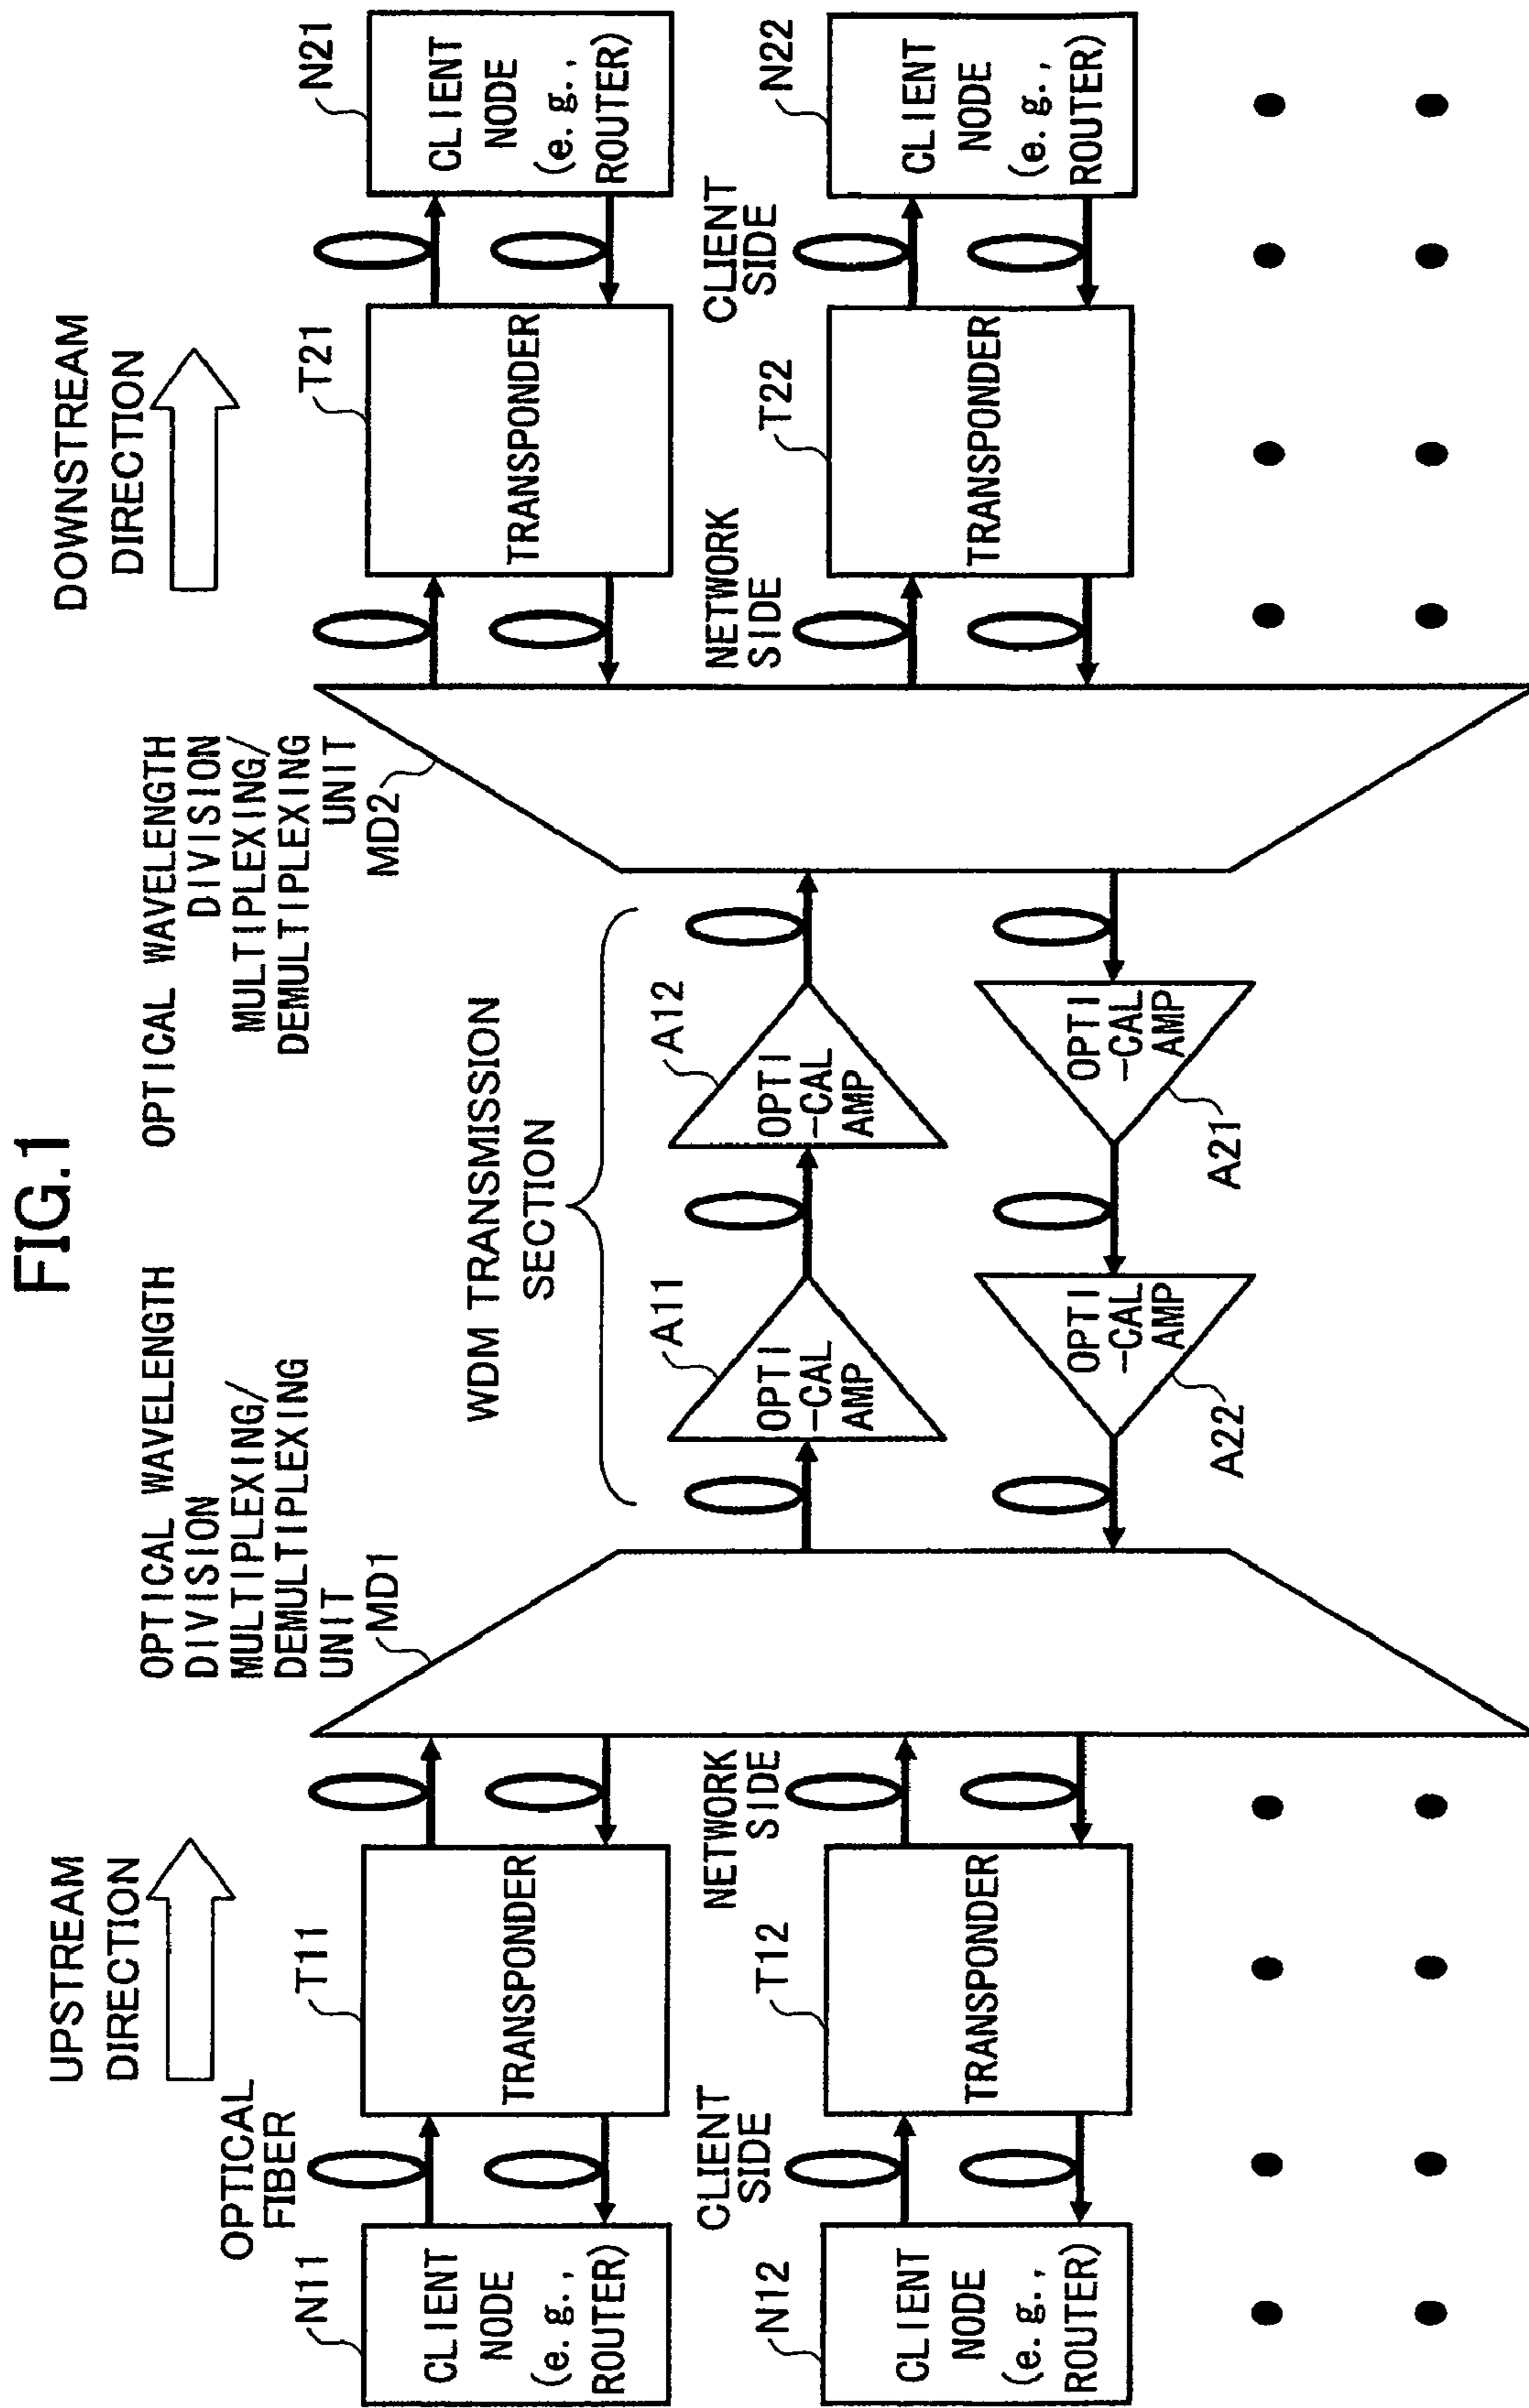 FIG.1
UPSTREAM
DIRECTION
DOWNSTREAM
DIRECTION
OPTICAL
FIBER
OPTICAL WAVELENGTH
DIVISION
MULTIPLEXING/
DEMULTIPLEXING
UNIT
MD1
OPTICAL WAVELENGTH
DIVISION
MULTIPLEXING/
DEMULTIPLEXING
UNIT
MD2
WDM TRANSMISSION
SECTION
N11
CLIENT
NODE
(e.g.,
ROUTER)
T11
TRANSPONDER
A11
OPTI
-CAL
AMP
A12
OPTI
-CAL
AMP
T21
TRANSPONDER
N21
CLIENT
NODE
(e.g.,
ROUTER)
CLIENT
SIDE
NETWORK
SIDE
NETWORK
SIDE
CLIENT
SIDE
N12
CLIENT
NODE
(e.g.,
ROUTER)
T12
TRANSPONDER
OPTI
-CAL
AMP
A22
OPTI
-CAL
AMP
A21
T22
TRANSPONDER
N22
CLIENT
NODE
(e.g.,
ROUTER)